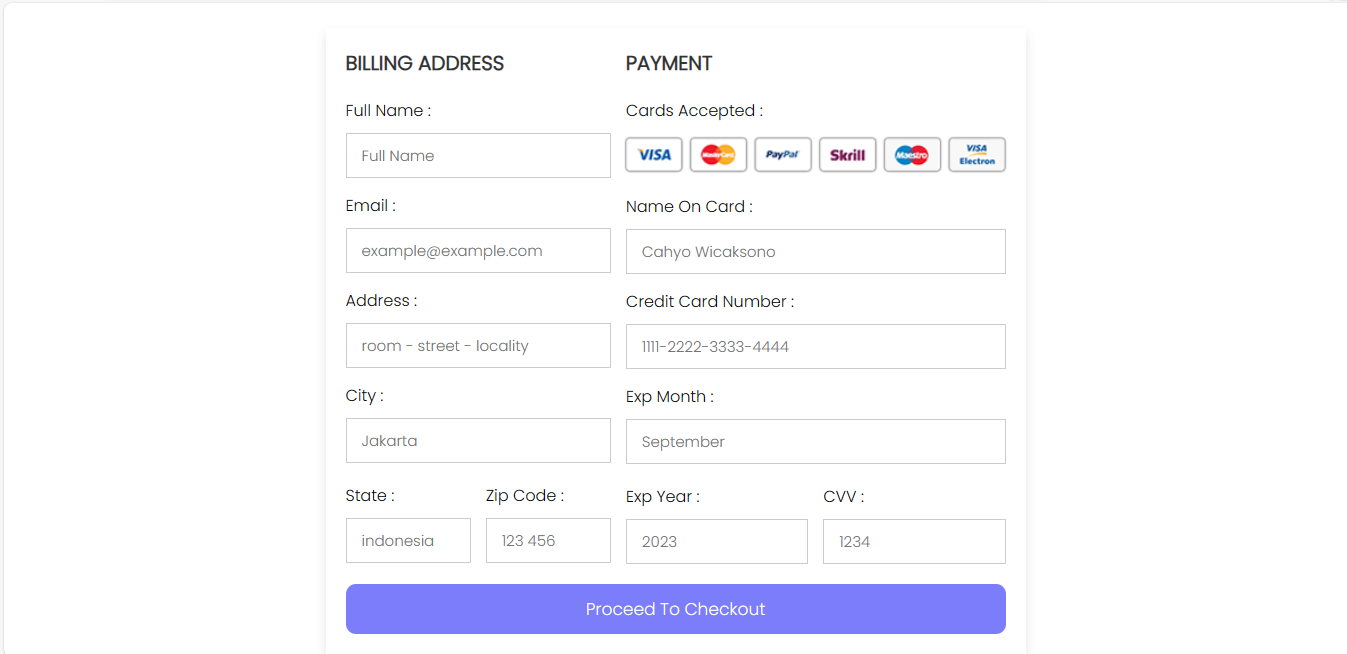 BILLING ADDRESS
Full Name :
Full Name
Email :
example@example.com
Address :
room - street - locality
City :
Jakarta
State :
indonesia
Zip Code :
123 456
PAYMENT
Cards Accepted :
VISA MasterCard PayPal Skrill Maestro VISA Electron
Name On Card :
Cahyo Wicaksono
Credit Card Number :
1111-2222-3333-4444
Exp Month :
September
Exp Year :
2023
CVV :
1234
Proceed To Checkout